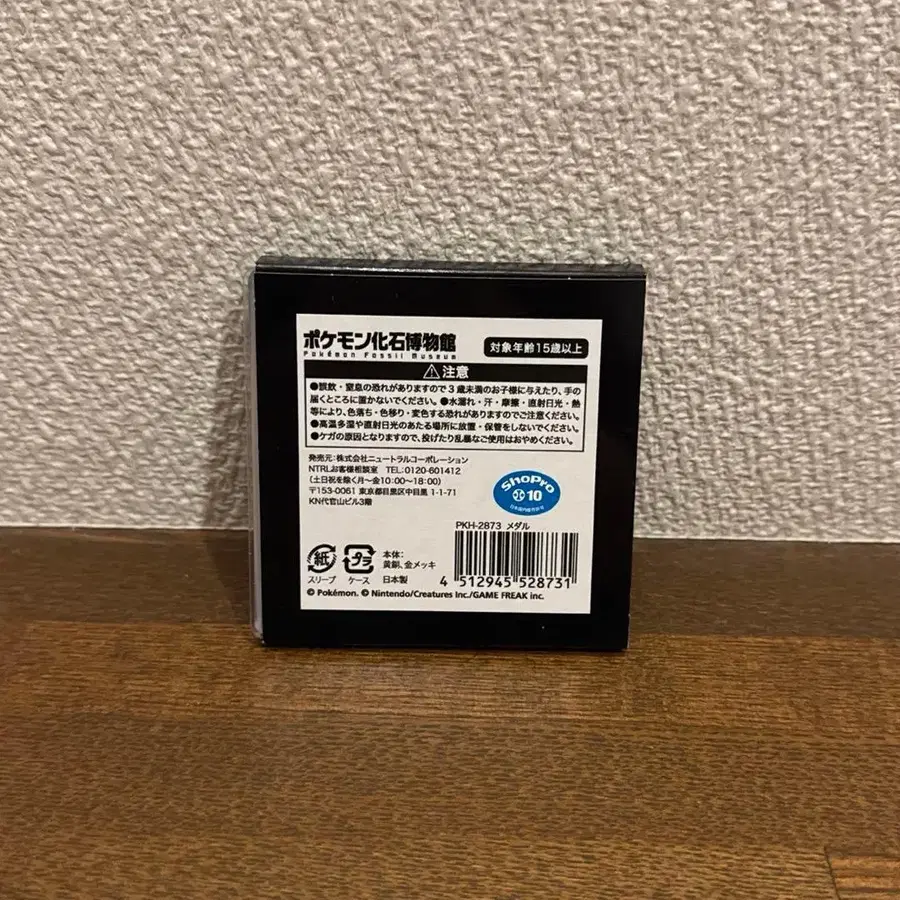 ポケモン化石博物館
Pokémon Fossil Museum
対象年齢15歳以上
注意
●誤飲・窒息の恐れがありますので3歳未満のお子様に与えたり、手の
届くところに置かないでください。●水濡れ・汗・摩擦・直射日光・熱
等により、色落ち・色移り・変色する恐れがありますのでご注意ください。
●高温多湿や直射日光のあたる場所に放置・保管をしないでください。
●ケガの原因となりますので、投げたり乱暴なご使用はおやめください。
発売元:株式会社ニュートラルコーポレーション
NTRLお客様相談室 TEL:0120-601412
(土日祝を除く月〜金10:00〜18:00)
〒153-0061 東京都目黒区中目黒 1-1-71
KN代官山ビル3階
ShoPro
10
PKH-2873 メダル
紙
スリーブ
プラ
ケース
本体:
黄銅、金メッキ
日本製
4 512945 528731
© Pokémon. © Nintendo/Creatures Inc./GAME FREAK inc.